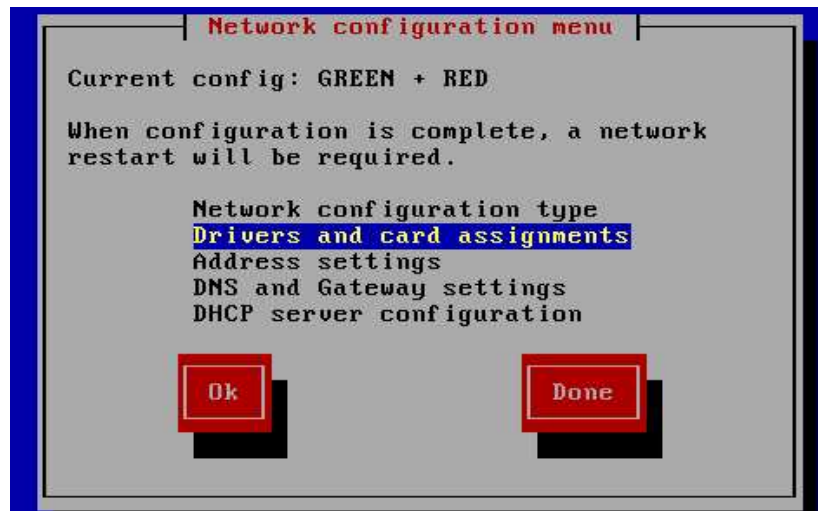 Network configuration menu
Current config: GREEN + RED
When configuration is complete, a network
restart will be required.
Network configuration type
Drivers and card assignments
Address settings
DNS and Gateway settings
DHCP server configuration
Ok
Done